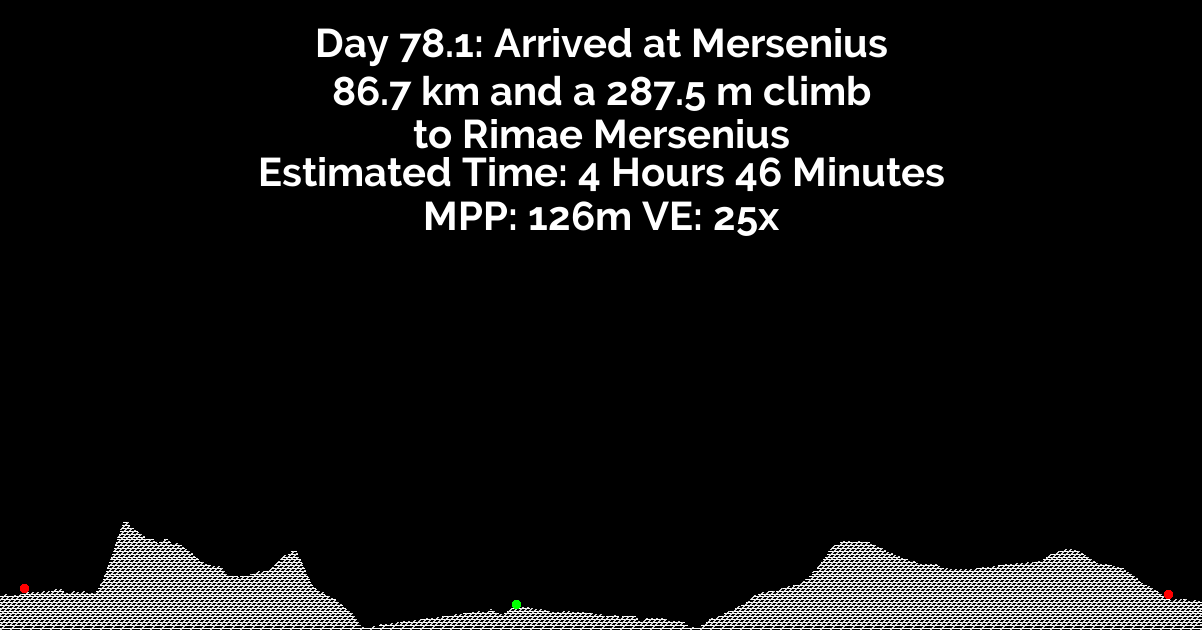 Day 78.1: Arrived at Mersenius
86.7 km and a 287.5 m climb
to Rimae Mersenius
Estimated Time: 4 Hours 46 Minutes
MPP: 126m VE: 25x